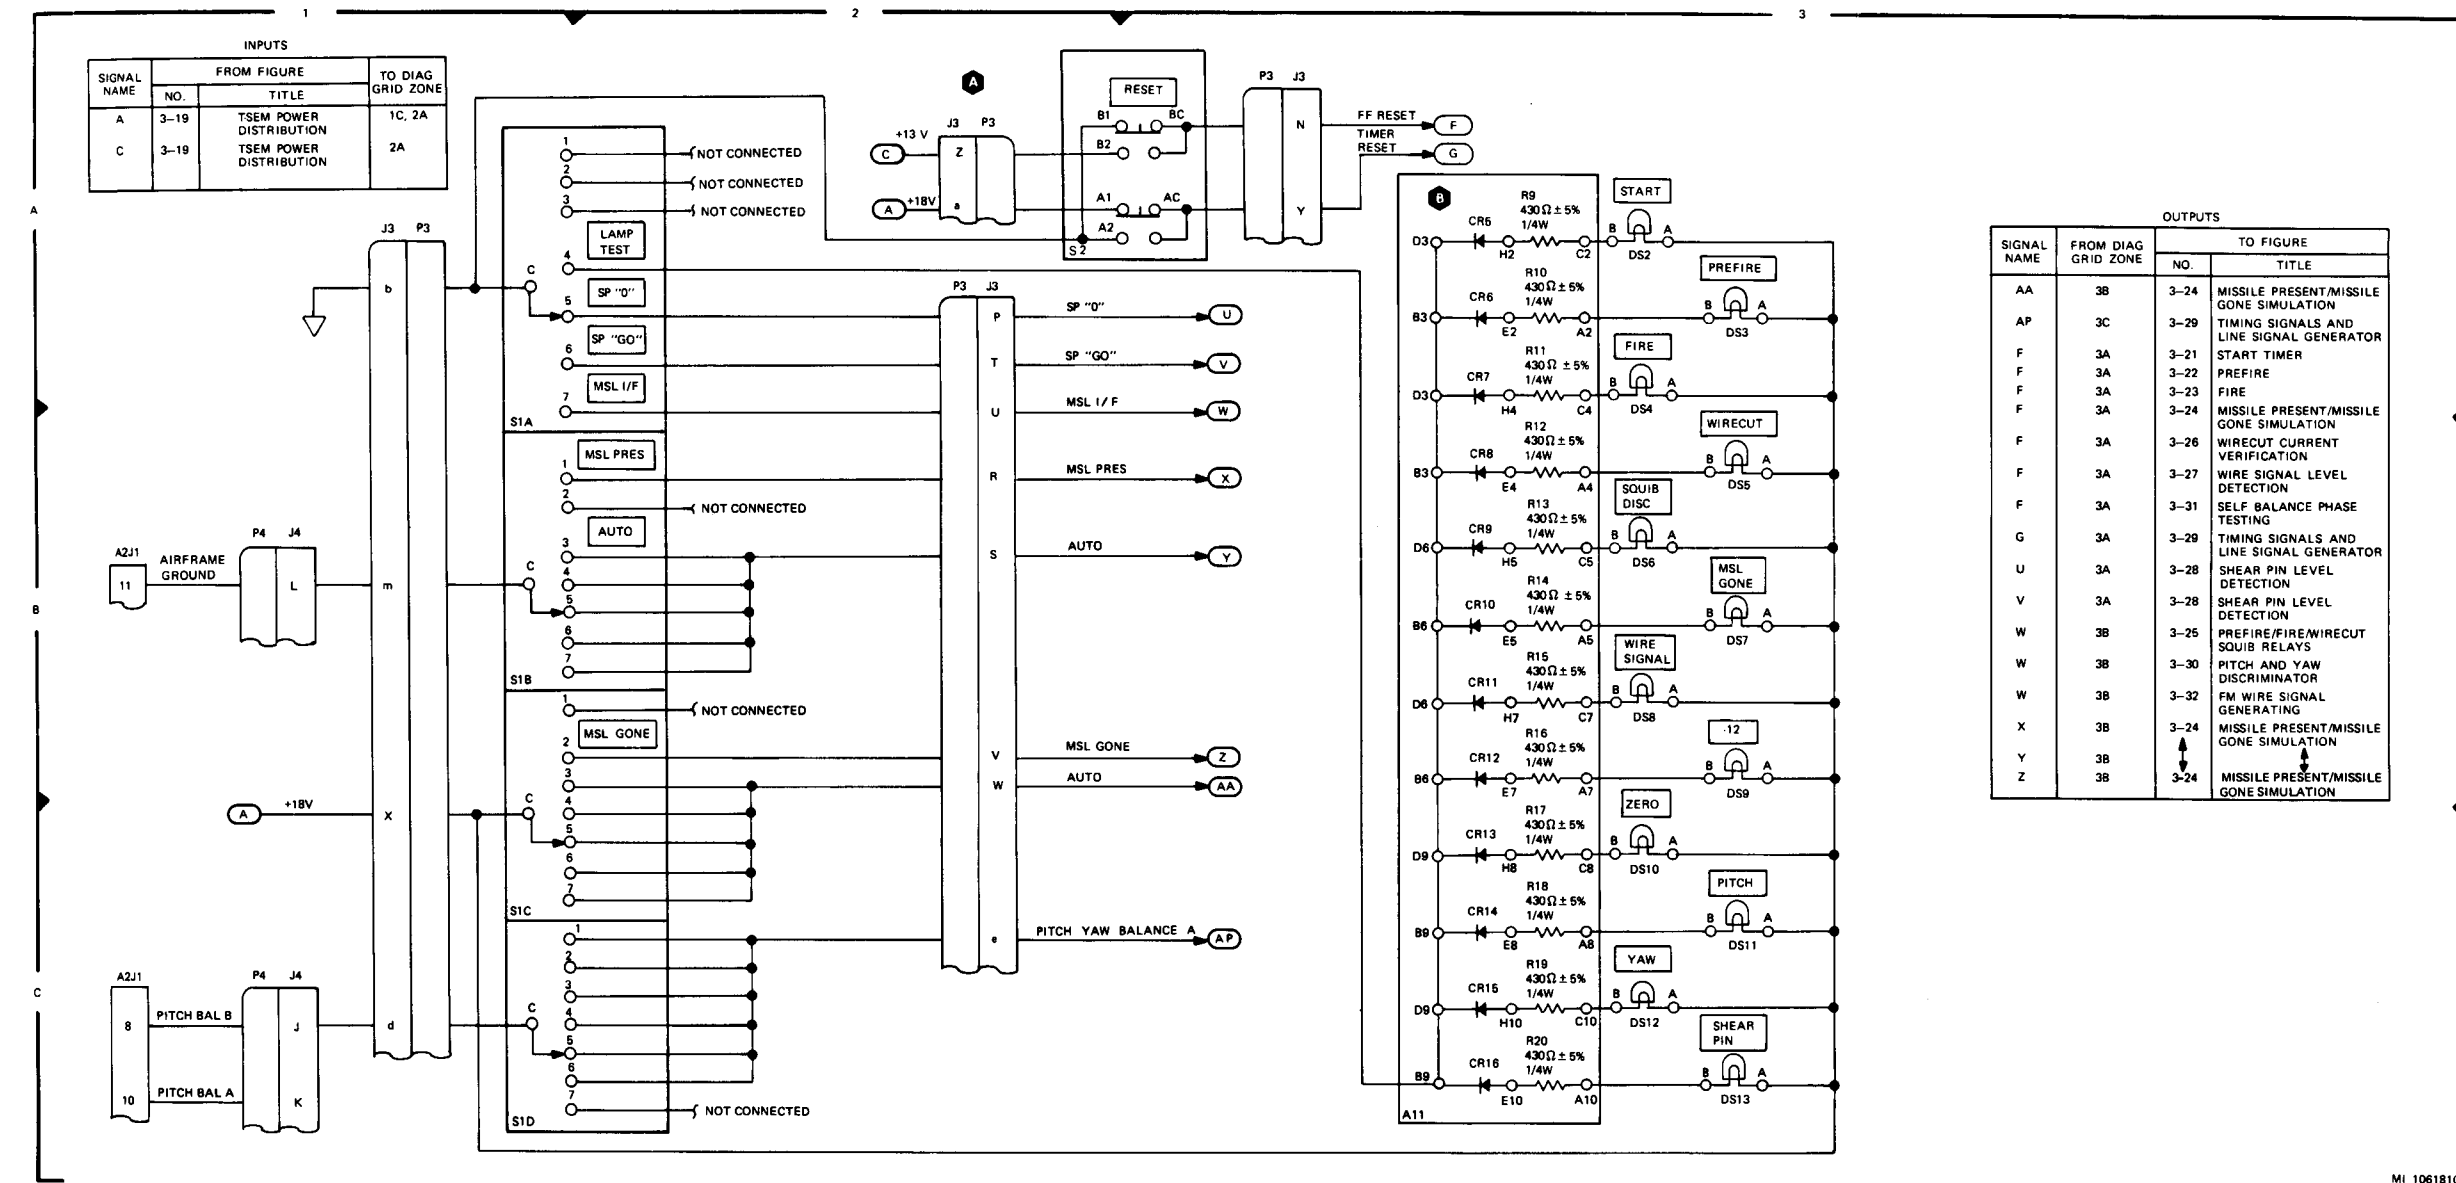 1 2 3
INPUTS
SIGNAL NAME FROM FIGURE TO DIAG GRID ZONE
NO. TITLE
A 3–19 TSEM POWER DISTRIBUTION 1C, 2A
C 3–19 TSEM POWER DISTRIBUTION 2A
A
B
C
J3 P3
b
m
X
d
A2J1
11
AIRFRAME
GROUND
P4 J4
L
A +18V
A2J1
8 PITCH BAL B
10 PITCH BAL A
P4 J4
J
K
1 NOT CONNECTED
2 NOT CONNECTED
3 NOT CONNECTED
LAMP
TEST
4
C
SP "0"
5
SP "GO"
6
MSL I/F
7
S1A
MSL PRES
1
2 NOT CONNECTED
AUTO
3
C
4
5
6
7
S1B
1 NOT CONNECTED
MSL GONE
2
3
C
4
5
6
7
S1C
1
2
3
C
4
5
6
7 NOT CONNECTED
S1D
A
J3 P3
C +13 V Z
A +18V a
RESET
B1 BC
B2
A1 AC
A2
S2
P3 J3
N FF RESET F
TIMER
RESET G
Y
P3 J3
P SP "0" U
T SP "GO" V
U MSL I/F W
R MSL PRES X
S AUTO Y
V MSL GONE Z
W AUTO AA
e PITCH YAW BALANCE A AP
B
R9
430Ω ± 5%
1/4W
START
D3 CR5 H2 C2 B A DS2
R10
430Ω ± 5%
1/4W
PREFIRE
B3 CR6 E2 A2 B A DS3
R11
430Ω ± 5%
1/4W
FIRE
D3 CR7 H4 C4 B A DS4
R12
430Ω ± 5%
1/4W
WIRECUT
B3 CR8 E4 A4 B A DS5
R13
430Ω ± 5%
1/4W
SQUIB
DISC
D6 CR9 H5 C5 B A DS6
R14
430Ω ± 5%
1/4W
MSL
GONE
B6 CR10 E5 A5 B A DS7
R15
430Ω ± 5%
1/4W
WIRE
SIGNAL
D6 CR11 H7 C7 B A DS8
R16
430Ω ± 5%
1/4W
12
B6 CR12 E7 A7 B A DS9
R17
430Ω ± 5%
1/4W
ZERO
D9 CR13 H8 C8 B A DS10
R18
430Ω ± 5%
1/4W
PITCH
B9 CR14 E8 A8 B A DS11
R19
430Ω ± 5%
1/4W
YAW
D9 CR15 H10 C10 B A DS12
R20
430Ω ± 5%
1/4W
SHEAR
PIN
B9 CR16 E10 A10 B A DS13
A11
OUTPUTS
SIGNAL NAME FROM DIAG GRID ZONE TO FIGURE
NO. TITLE
AA 3B 3–24 MISSILE PRESENT/MISSILE GONE SIMULATION
AP 3C 3–29 TIMING SIGNALS AND LINE SIGNAL GENERATOR
F 3A 3–21 START TIMER
F 3A 3–22 PREFIRE
F 3A 3–23 FIRE
F 3A 3–24 MISSILE PRESENT/MISSILE GONE SIMULATION
F 3A 3–26 WIRECUT CURRENT VERIFICATION
F 3A 3–27 WIRE SIGNAL LEVEL DETECTION
F 3A 3–31 SELF BALANCE PHASE TESTING
G 3A 3–29 TIMING SIGNALS AND LINE SIGNAL GENERATOR
U 3A 3–28 SHEAR PIN LEVEL DETECTION
V 3A 3–28 SHEAR PIN LEVEL DETECTION
W 3B 3–25 PREFIRE/FIRE/WIRECUT SQUIB RELAYS
W 3B 3–30 PITCH AND YAW DISCRIMINATOR
W 3B 3–32 FM WIRE SIGNAL GENERATING
X 3B 3–24 MISSILE PRESENT/MISSILE GONE SIMULATION
Y 3B
Z 3B 3–24 MISSILE PRESENT/MISSILE GONE SIMULATION